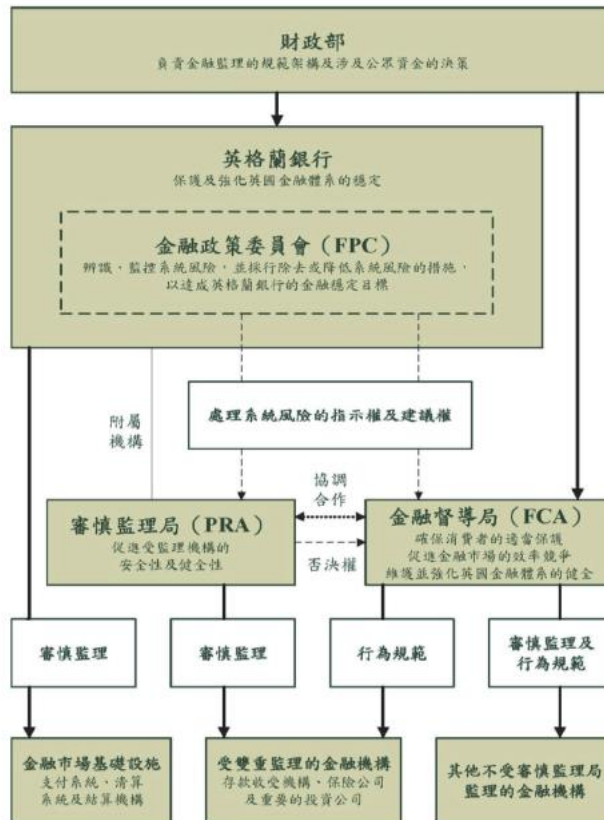 財政部
負責金融監理的規範架構及涉及公眾資金的決策
英格蘭銀行
保護及強化英國金融體系的穩定
金融政策委員會（FPC）
辨識、監控系統風險，並採行除去或降低系統風險的措施，
以達成英格蘭銀行的金融穩定目標
處理系統風險的指示權及建議權
附屬
機構
協調
合作
審慎監理局（PRA）
促進受監理機構的
安全性及健全性
否決權
金融督導局（FCA）
確保消費者的適當保護
促進金融市場的效率競爭
維護並強化英國金融體系的健全
審慎監理
審慎監理
行為規範
審慎監理及
行為規範
金融市場基礎設施
支付系統、清算
系統及結算機構
受雙重監理的金融機構
存款收受機構、保險公司
及重要的投資公司
其他不受審慎監理局
監理的金融機構